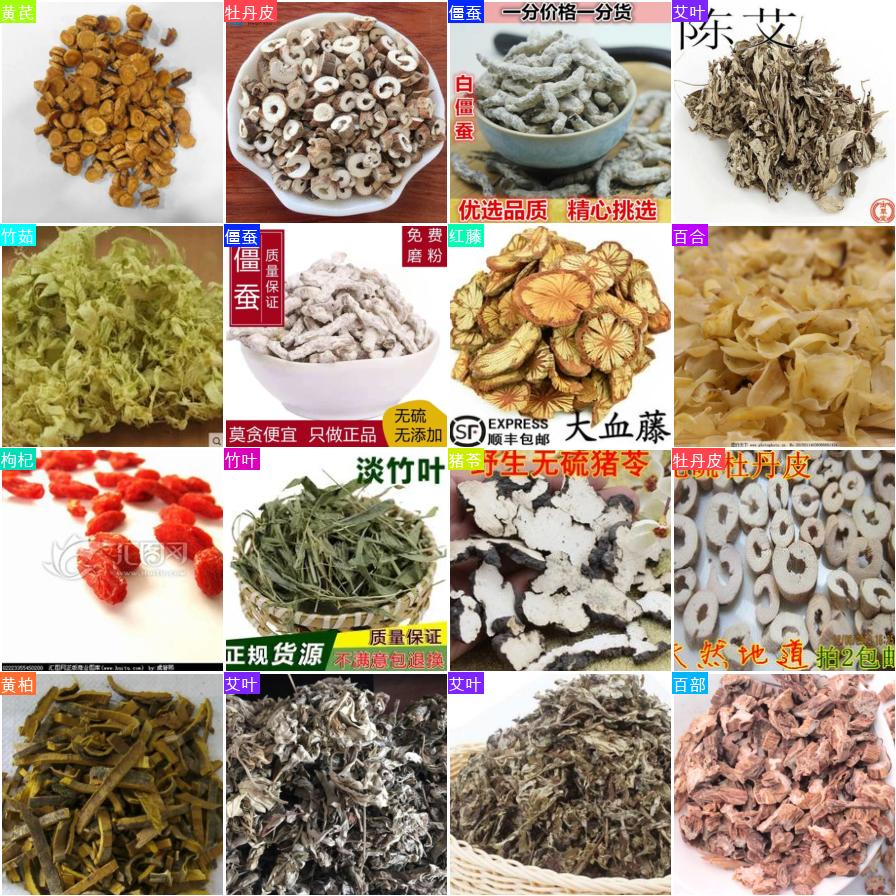 黄芪
牡丹皮
僵蚕
一分价格一分货
白僵蚕
优选品质 精心挑选
艾叶
陈艾
竹茹
僵蚕
僵蚕
质量保证
免费
磨粉
莫贪便宜 只做正品
无硫
无添加
红藤
SF
EXPRESS
顺丰包邮
大血藤
百合
枸杞
汇图网
竹叶
淡竹叶
正规货源
质量保证
不满意包退换
猪苓
野生无硫猪苓
牡丹皮
无硫牡丹皮
天然地道
拍2包邮
黄柏
艾叶
艾叶
百部